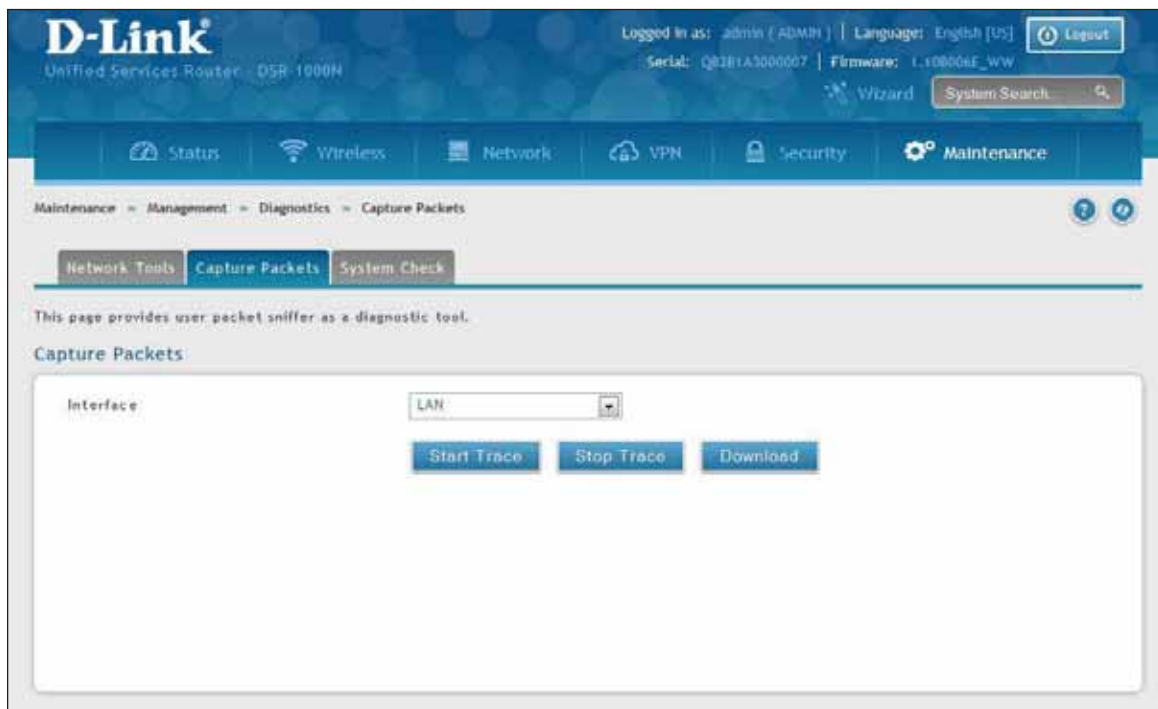 D-Link
Logged in as: admin ( ADMIN ) | Language: English [US] Logout
Unified Services Router - DSR-1000N
Serial: | Firmware:
Wizard System Search
Status Wireless Network VPN Security Maintenance
Maintenance » Management » Diagnostics » Capture Packets
Network Tools Capture Packets System Check
This page provides user packet sniffer as a diagnostic tool.
Capture Packets
Interface LAN
Start Trace Stop Trace Download